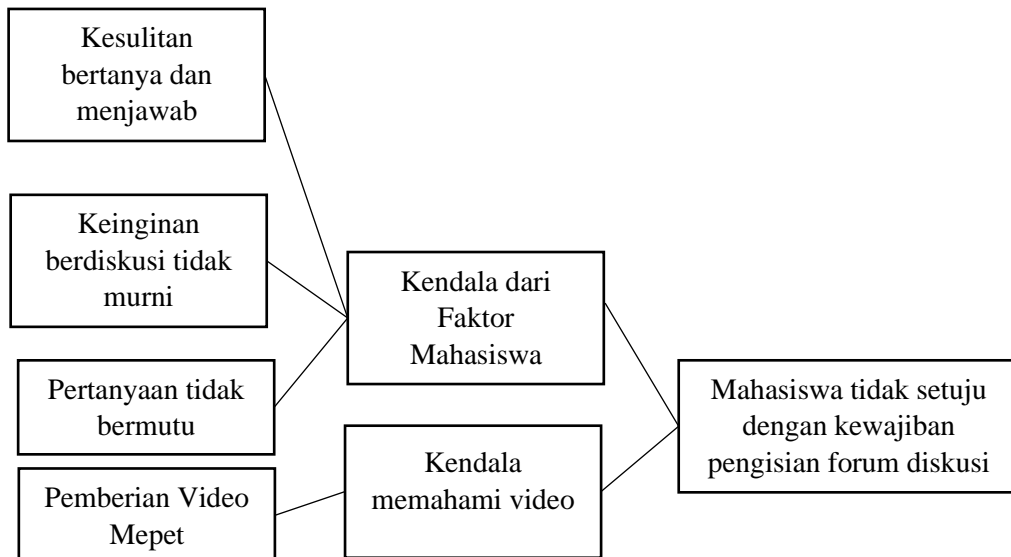 Kesulitan
bertanya dan
menjawab
Keinginan
berdiskusi tidak
murni
Pertanyaan tidak
bermutu
Pemberian Video
Mepet
Kendala dari
Faktor
Mahasiswa
Kendala
memahami video
Mahasiswa tidak setuju
dengan kewajiban
pengisian forum diskusi